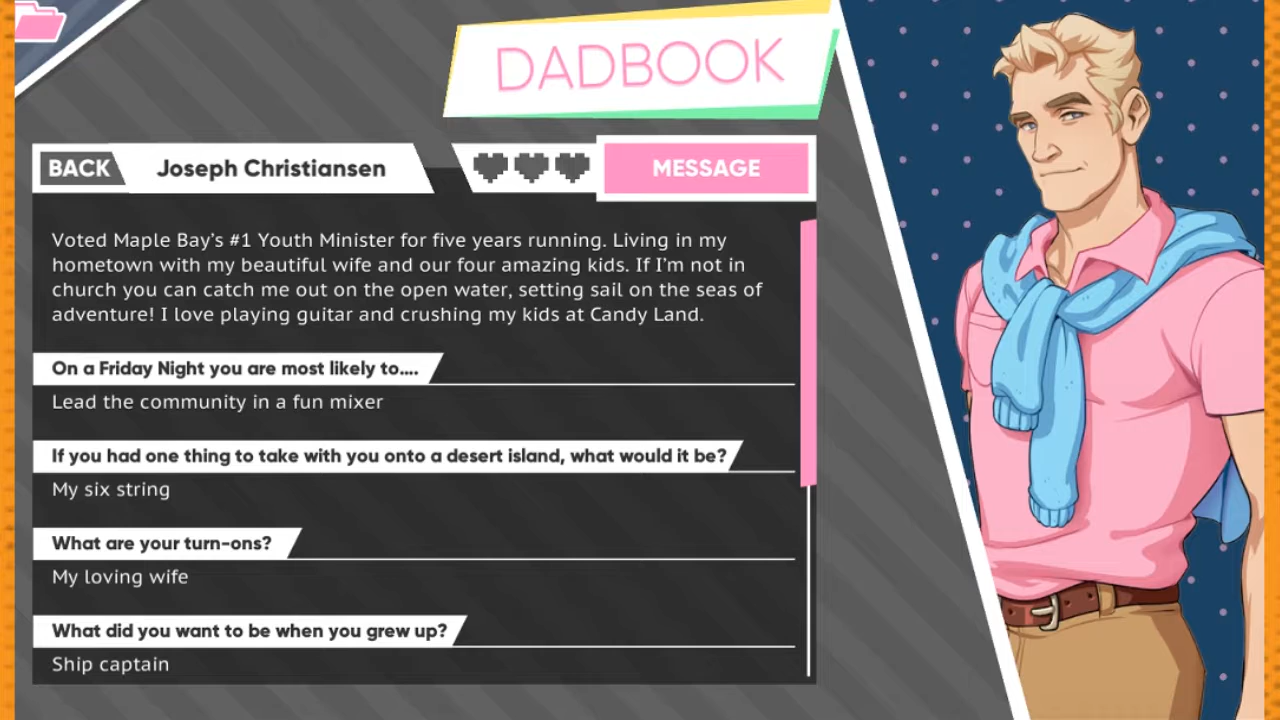 DADBOOK
BACK
Joseph Christiansen
MESSAGE
Voted Maple Bay’s #1 Youth Minister for five years running. Living in my
hometown with my beautiful wife and our four amazing kids. If I’m not in
church you can catch me out on the open water, setting sail on the seas of
adventure! I love playing guitar and crushing my kids at Candy Land.
On a Friday Night you are most likely to....
Lead the community in a fun mixer
If you had one thing to take with you onto a desert island, what would it be?
My six string
What are your turn-ons?
My loving wife
What did you want to be when you grew up?
Ship captain